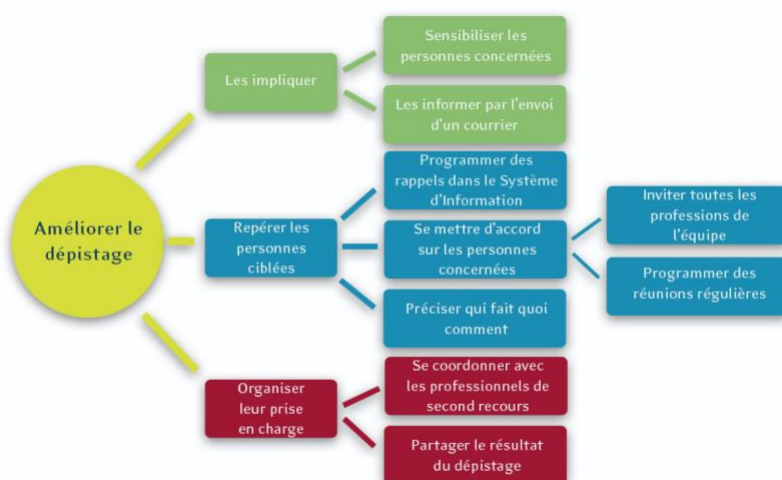 Améliorer le
dépistage
Les impliquer
Sensibiliser les
personnes concernées
Les informer par l'envoi
d'un courrier
Repérer les
personnes
ciblées
Programmer des
rappels dans le Système
d'Information
Se mettre d'accord
sur les personnes
concernées
Inviter toutes les
professions de
l'équipe
Programmer des
réunions régulières
Préciser qui fait quoi
comment
Organiser
leur prise
en charge
Se coordonner avec
les professionnels de
second recours
Partager le résultat
du dépistage